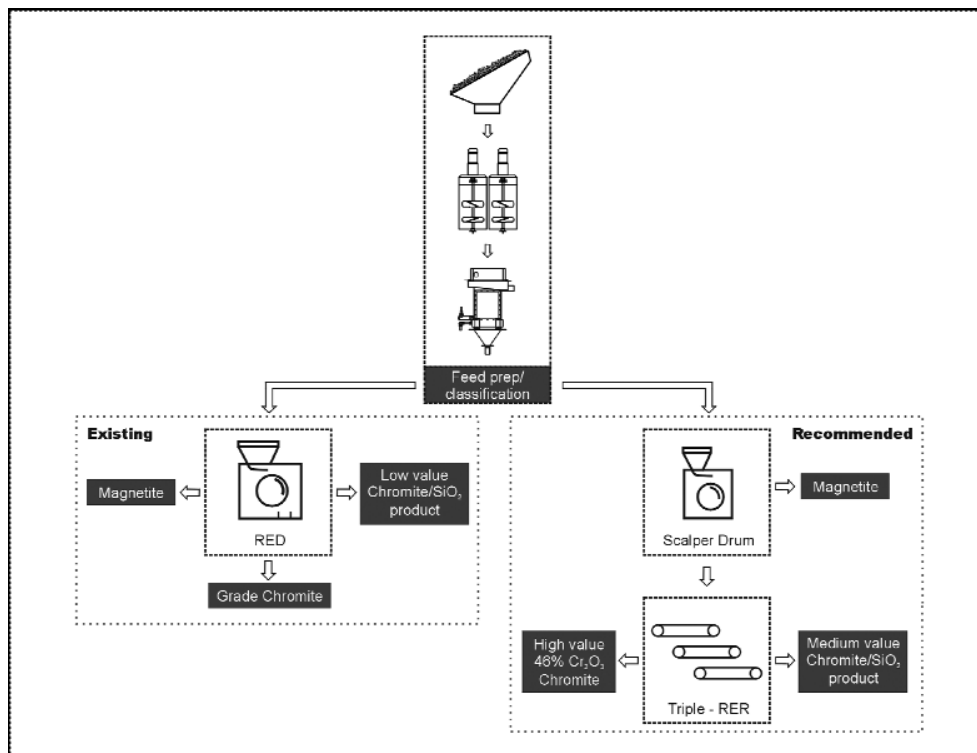 Feed prep/
classification
Existing
Magnetite
RED
Low value
Chromite/SiO₂
product
Grade Chromite
Recommended
Scalper Drum
Magnetite
High value
46% Cr₂O₃
Chromite
Triple - RER
Medium value
Chromite/SiO₂
product